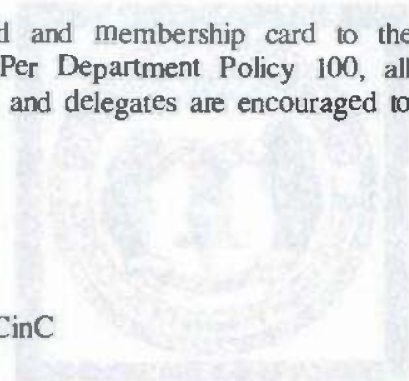 d and membership card to the
Per Department Policy 100, all
and delegates are encouraged to
CinC